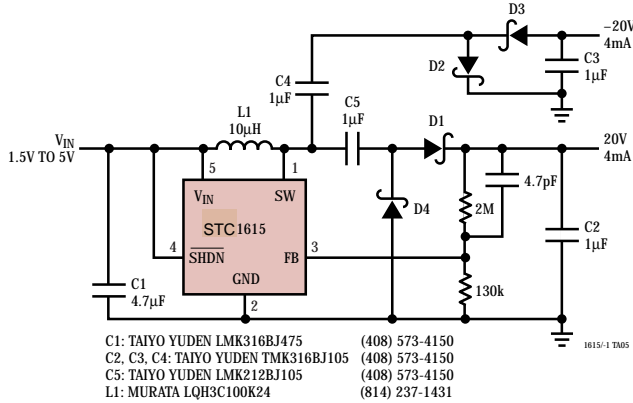 D3
–20V
4mA
D2
C3
1µF
C4
1µF
C5
1µF
L1
10µH
D1
VIN
1.5V TO 5V
20V
4mA
5
1
VIN
SW
4.7pF
D4
2M
STC1615
C2
1µF
4
SHDN
FB
3
GND
C1
4.7µF
130k
2
C1: TAIYO YUDEN LMK316BJ475 (408) 573-4150
C2, C3, C4: TAIYO YUDEN TMK316BJ105 (408) 573-4150
C5: TAIYO YUDEN LMK212BJ105 (408) 573-4150
L1: MURATA LQH3C100K24 (814) 237-1431
1615/-1 TA05